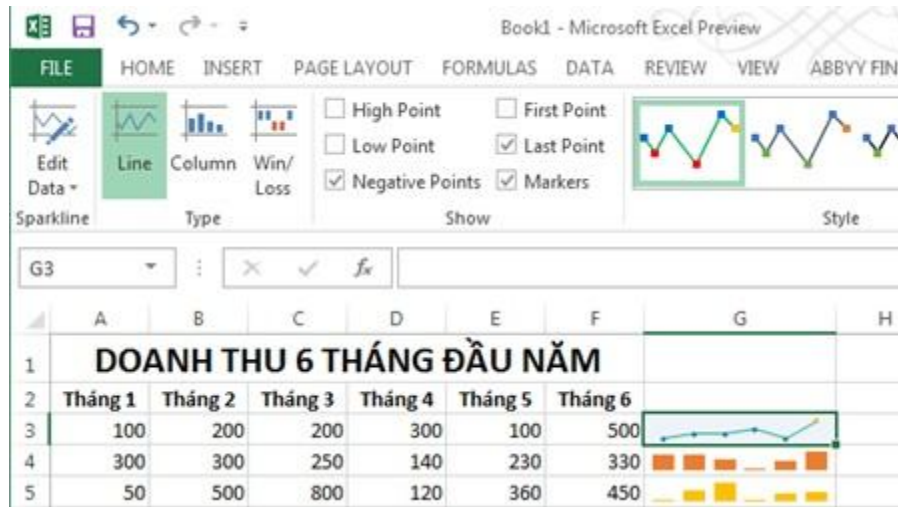 Book1 - Microsoft Excel Preview
FILE HOME INSERT PAGE LAYOUT FORMULAS DATA REVIEW VIEW ABBYY FIN
Edit Data
Line
Column
Win/
Loss
High Point
First Point
Low Point
Last Point
Negative Points
Markers
Sparkline
Type
Show
Style
G3
fx
A B C D E F G H
1 DOANH THU 6 THÁNG ĐẦU NĂM
2 Tháng 1 Tháng 2 Tháng 3 Tháng 4 Tháng 5 Tháng 6
3 100 200 200 300 100 500
4 300 300 250 140 230 330
5 50 500 800 120 360 450